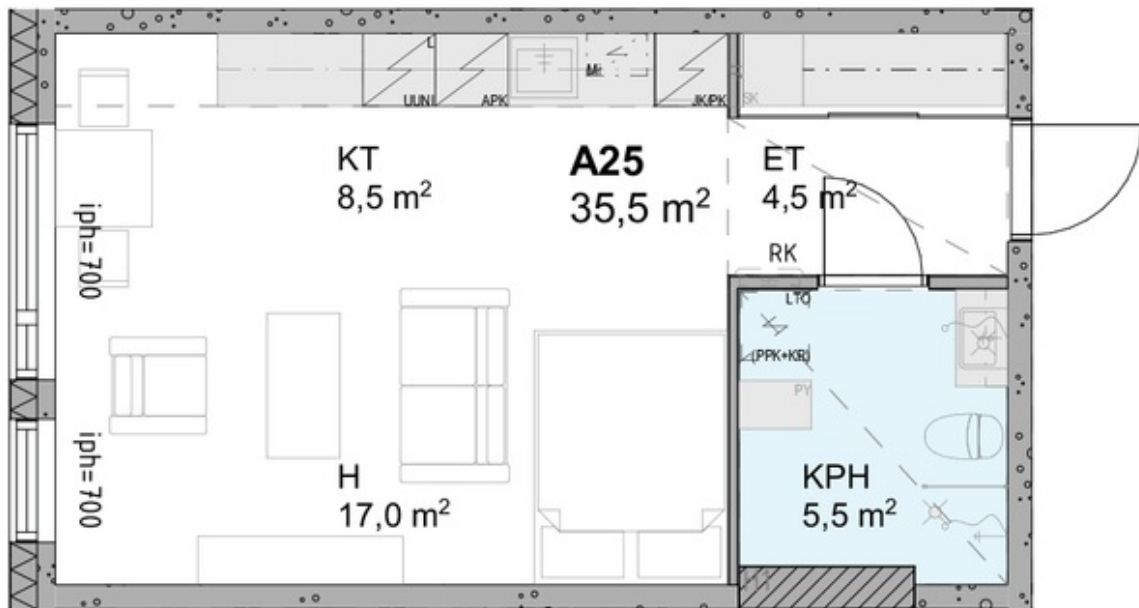 L
UUNI
APK
JK/PK
SK
KT
8,5 m²
A25
35,5 m²
ET
4,5 m²
iph=700
RK
LTO
(PPK+KR)
PY
iph=700
H
17,0 m²
KPH
5,5 m²